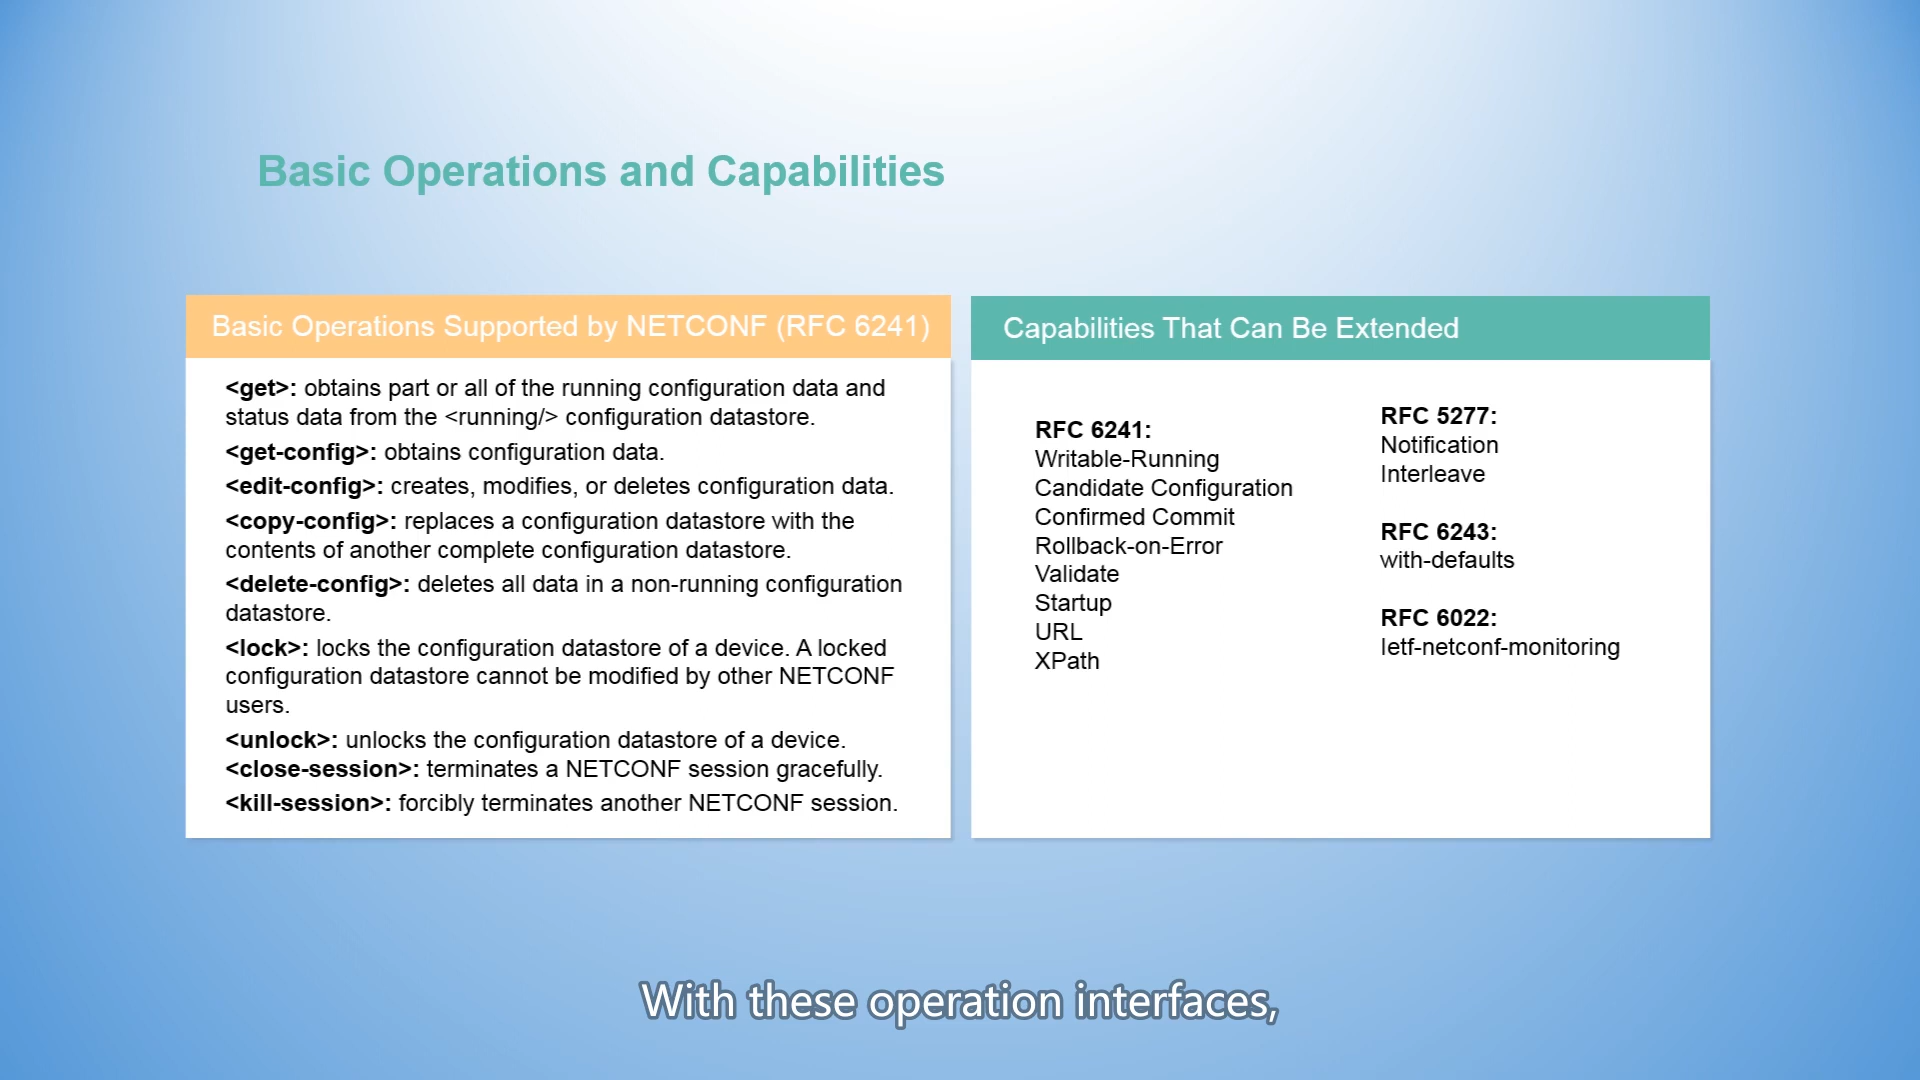 Basic Operations and Capabilities
Basic Operations Supported by NETCONF (RFC 6241)
<get>: obtains part or all of the running configuration data and
status data from the <running/> configuration datastore.
<get-config>: obtains configuration data.
<edit-config>: creates, modifies, or deletes configuration data.
<copy-config>: replaces a configuration datastore with the
contents of another complete configuration datastore.
<delete-config>: deletes all data in a non-running configuration
datastore.
<lock>: locks the configuration datastore of a device. A locked
configuration datastore cannot be modified by other NETCONF
users.
<unlock>: unlocks the configuration datastore of a device.
<close-session>: terminates a NETCONF session gracefully.
<kill-session>: forcibly terminates another NETCONF session.
Capabilities That Can Be Extended
RFC 6241:
Writable-Running
Candidate Configuration
Confirmed Commit
Rollback-on-Error
Validate
Startup
URL
XPath
RFC 5277:
Notification
Interleave
RFC 6243:
with-defaults
RFC 6022:
Ietf-netconf-monitoring
With these operation interfaces,